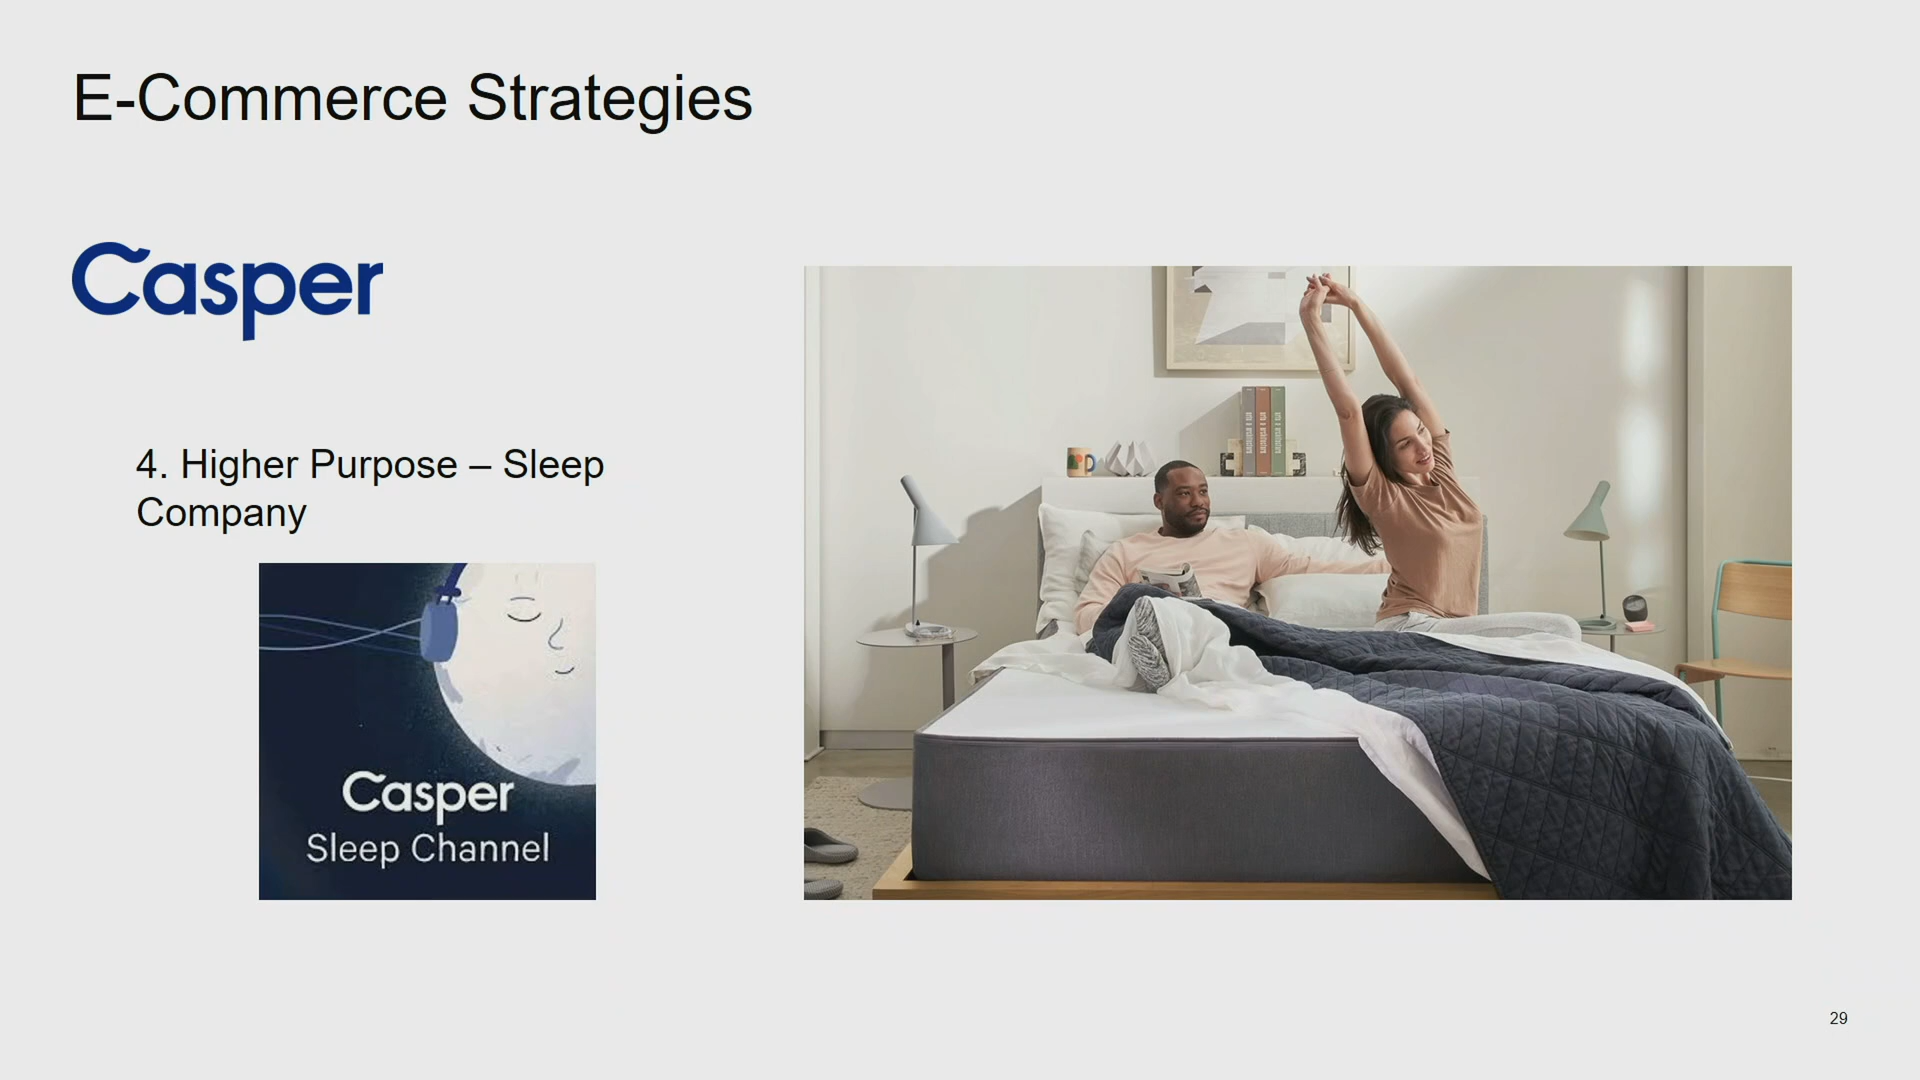 E-Commerce Strategies
Casper
4. Higher Purpose – Sleep
Company
Casper
Sleep Channel
29